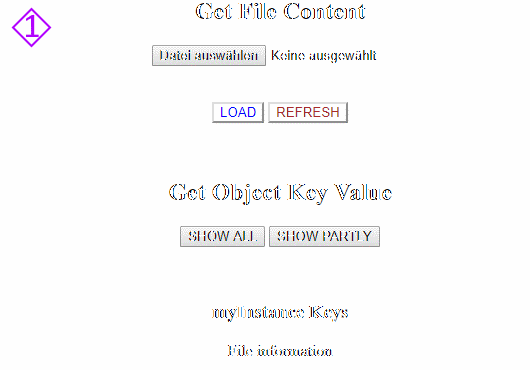 1
Get File Content
Datei auswählen Keine ausgewählt
LOAD REFRESH
Get Object Key Value
SHOW ALL SHOW PARTLY
myInstance Keys
File information